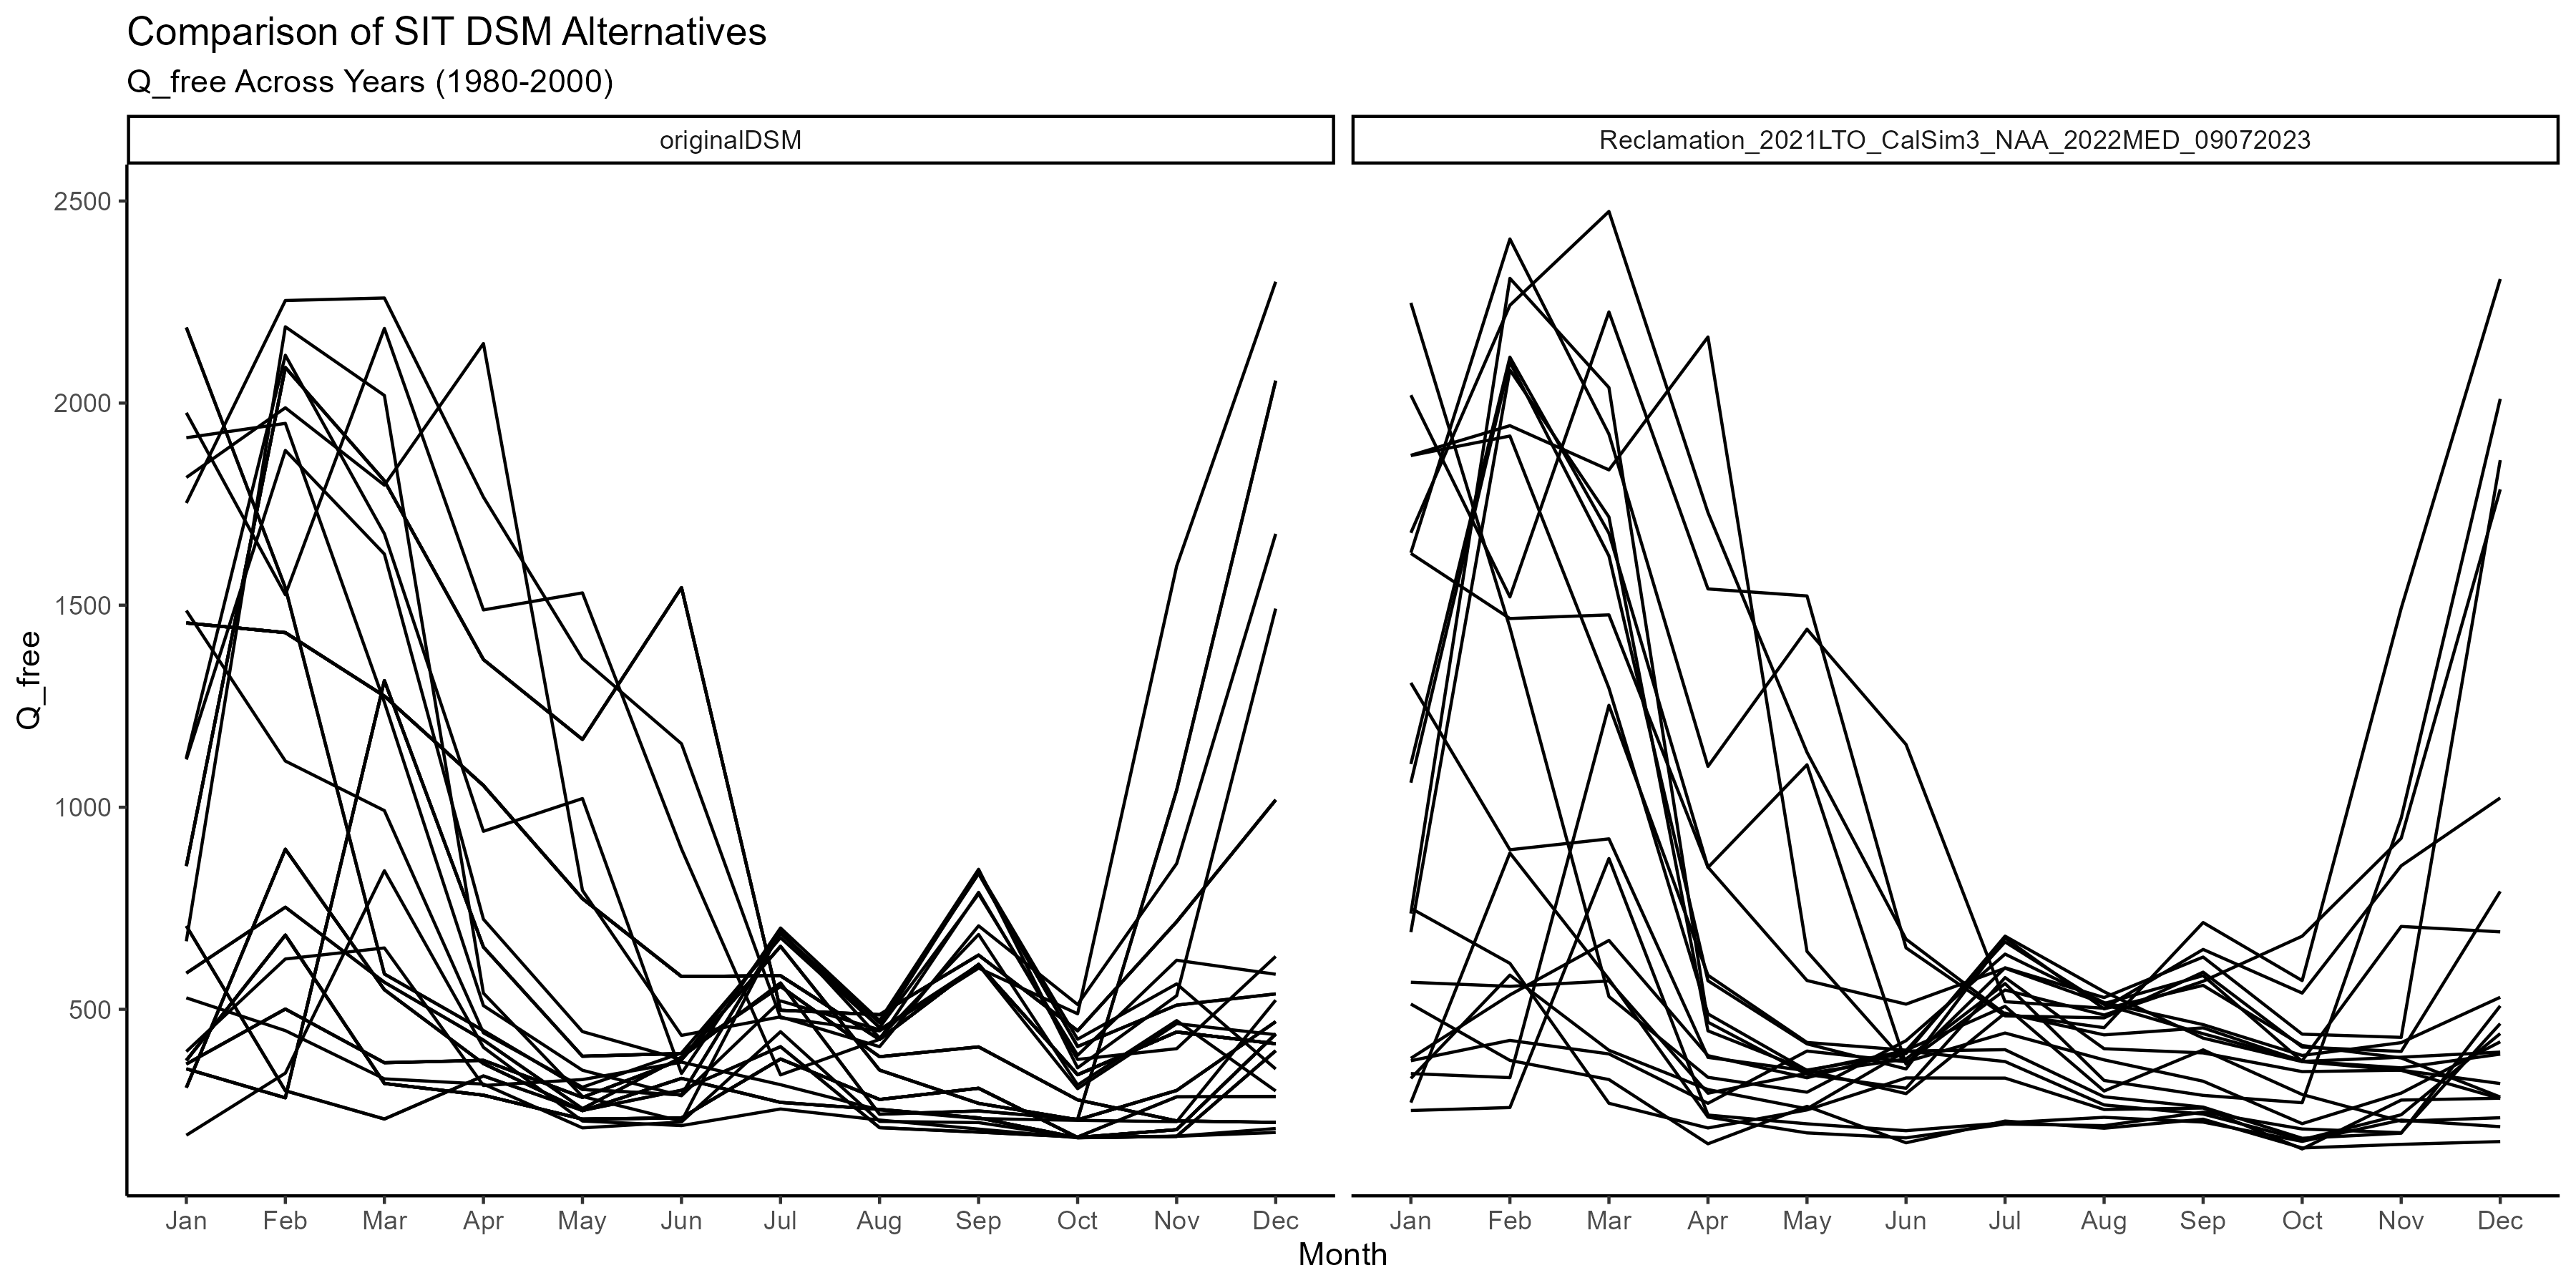 Comparison of SIT DSM Alternatives
Q_free Across Years (1980-2000)
originalDSM
Reclamation_2021LTO_CalSim3_NAA_2022MED_09072023
2500
2000
1500
1000
500
Q_free
Jan Feb Mar Apr May Jun Jul Aug Sep Oct Nov Dec
Jan Feb Mar Apr May Jun Jul Aug Sep Oct Nov Dec
Month